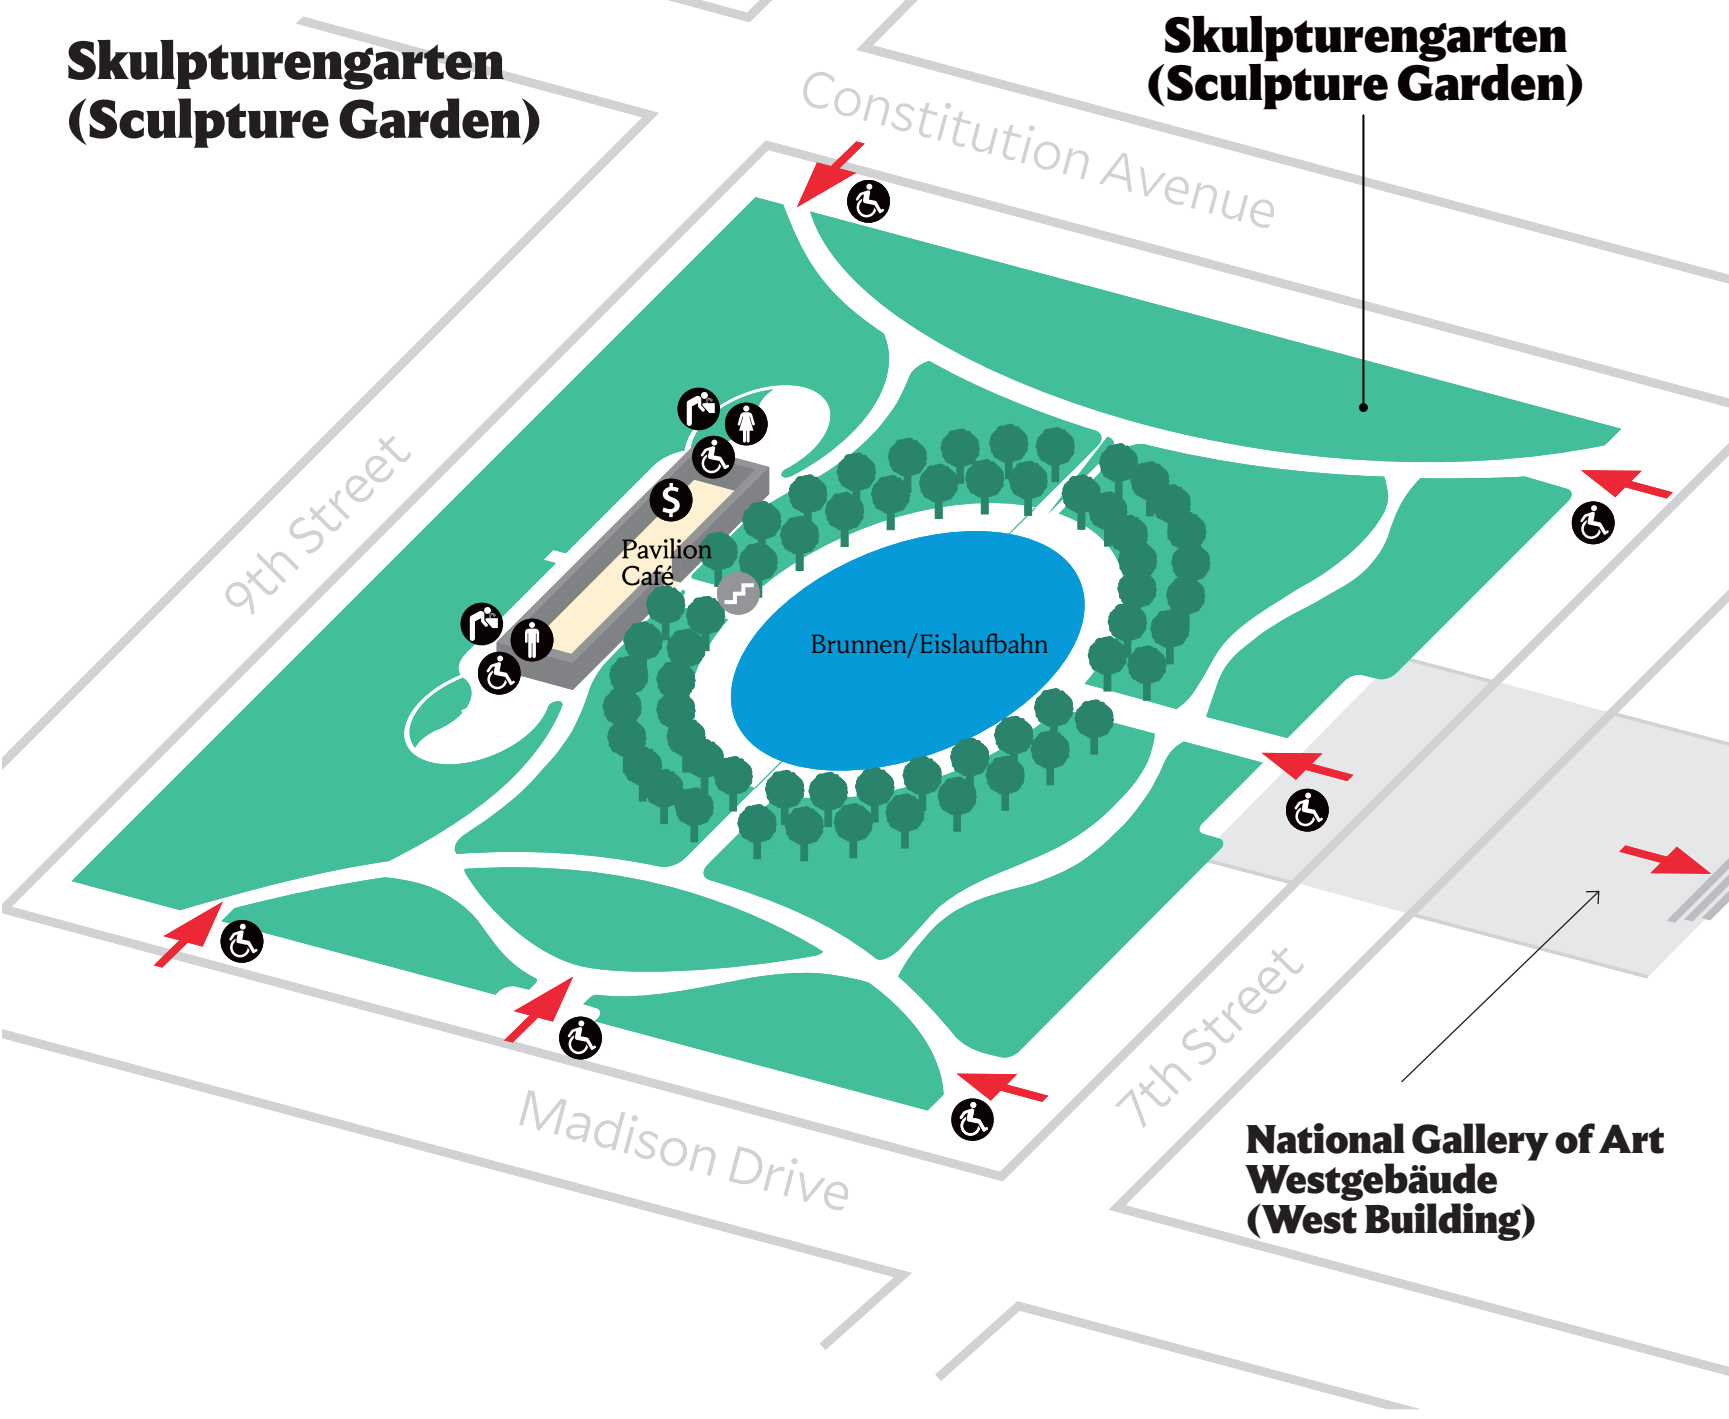 Skulpturengarten
(Sculpture Garden)
Skulpturengarten
(Sculpture Garden)
Constitution Avenue
9th Street
$
Pavilion
Café
Brunnen/Eislaufbahn
7th Street
Madison Drive
National Gallery of Art
Westgebäude
(West Building)